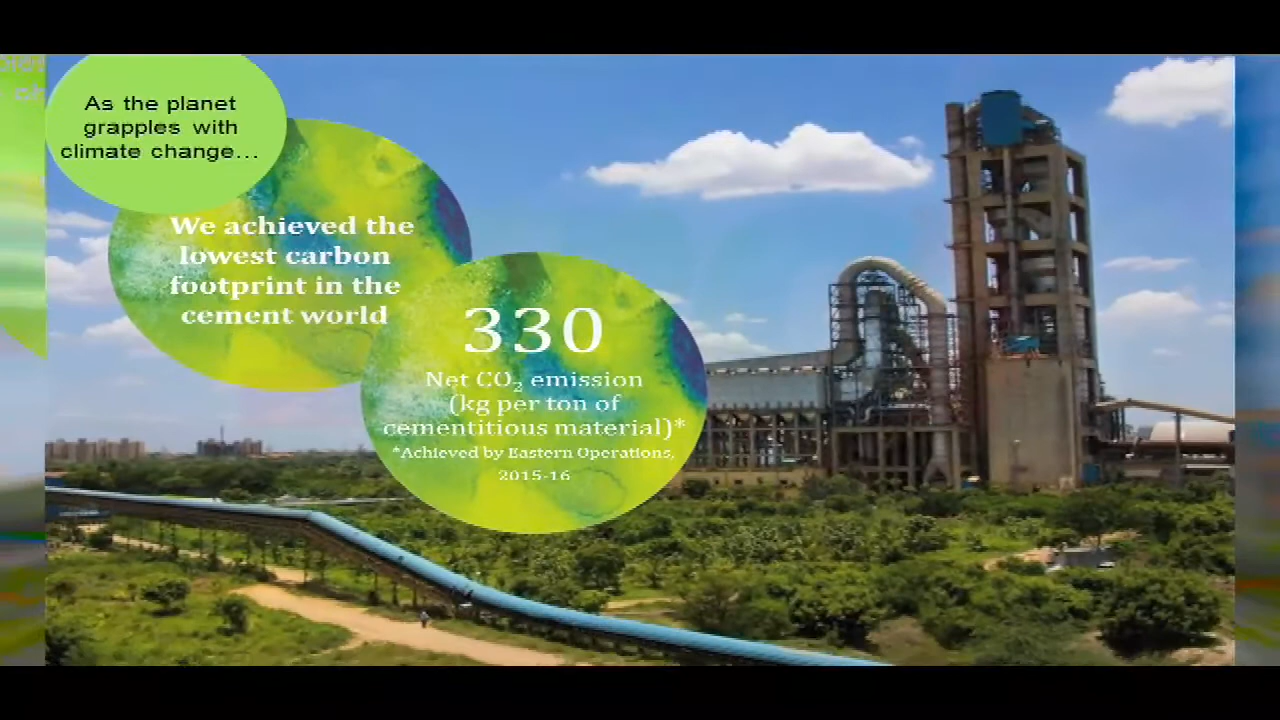 As the planet
grapples with
climate change...
We achieved the
lowest carbon
footprint in the
cement world
330
Net CO₂ emission
(kg per ton of
cementitious material)*
*Achieved by Eastern Operations,
2015-16